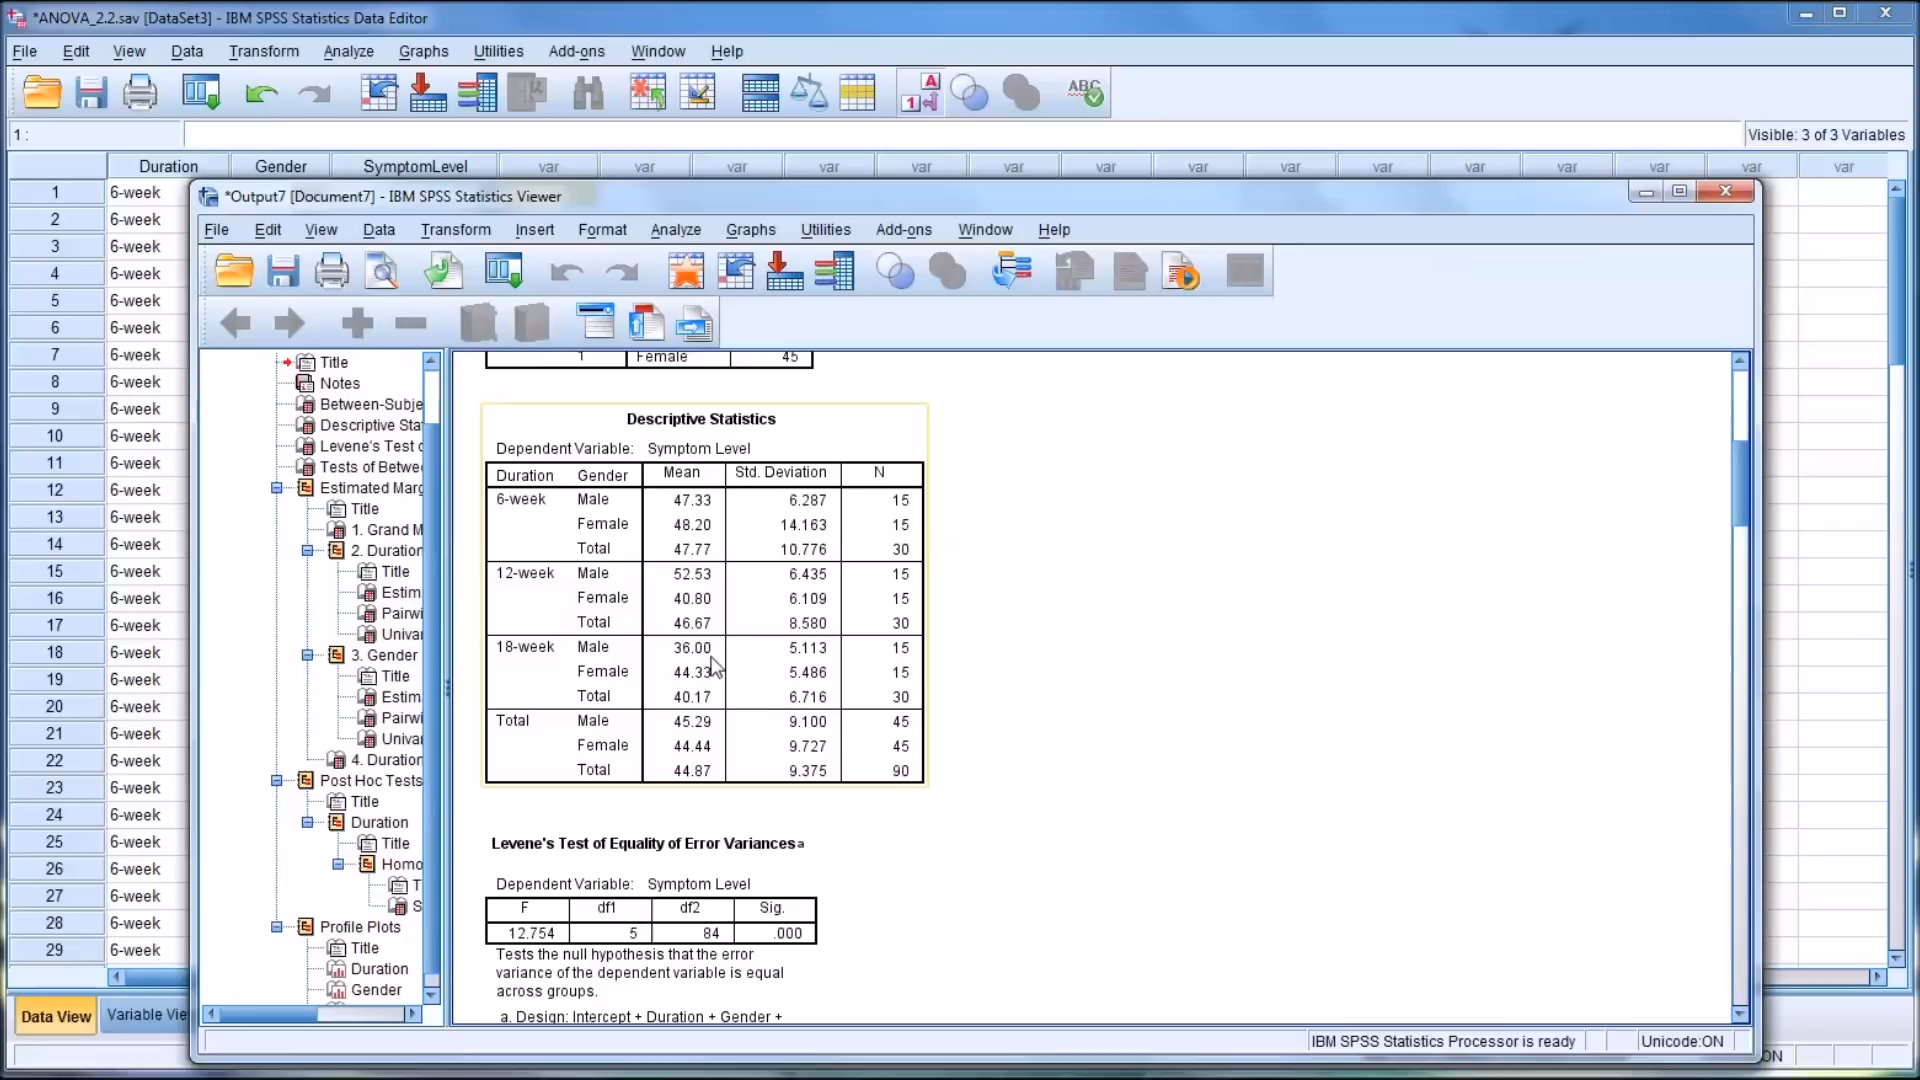 *ANOVA_2.2.sav [DataSet3] - IBM SPSS Statistics Data Editor
File Edit View Data Transform Analyze Graphs Utilities Add-ons Window Help
1 :
Visible: 3 of 3 Variables
Duration Gender SymptomLevel var var var var var var var var var var var var var var var
1 6-week
2 6-week
3 6-week
4 6-week
5 6-week
6 6-week
7 6-week
8 6-week
9 6-week
10 6-week
11 6-week
12 6-week
13 6-week
14 6-week
15 6-week
16 6-week
17 6-week
18 6-week
19 6-week
20 6-week
21 6-week
22 6-week
23 6-week
24 6-week
25 6-week
26 6-week
27 6-week
28 6-week
29 6-week
Data View Variable Vie
ON
*Output7 [Document7] - IBM SPSS Statistics Viewer
File Edit View Data Transform Insert Format Analyze Graphs Utilities Add-ons Window Help
Title
Notes
Between-Subje
Descriptive Sta
Levene's Test o
Tests of Betwe
Estimated Marg
Title
1. Grand M
2. Duration
Title
Estim
Pairwi
Univa
3. Gender
Title
Estim
Pairwi
Univa
4. Duration
Post Hoc Tests
Title
Duration
Title
Homo
T
S
Profile Plots
Title
Duration
Gender
1 Female 45
Descriptive Statistics
Dependent Variable: Symptom Level
Duration Gender Mean Std. Deviation N
6-week Male 47.33 6.287 15
Female 48.20 14.163 15
Total 47.77 10.776 30
12-week Male 52.53 6.435 15
Female 40.80 6.109 15
Total 46.67 8.580 30
18-week Male 36.00 5.113 15
Female 44.33 5.486 15
Total 40.17 6.716 30
Total Male 45.29 9.100 45
Female 44.44 9.727 45
Total 44.87 9.375 90
Levene's Test of Equality of Error Variancesa
Dependent Variable: Symptom Level
F df1 df2 Sig.
12.754 5 84 .000
Tests the null hypothesis that the error
variance of the dependent variable is equal
across groups.
a. Design: Intercept + Duration + Gender +
IBM SPSS Statistics Processor is ready Unicode:ON